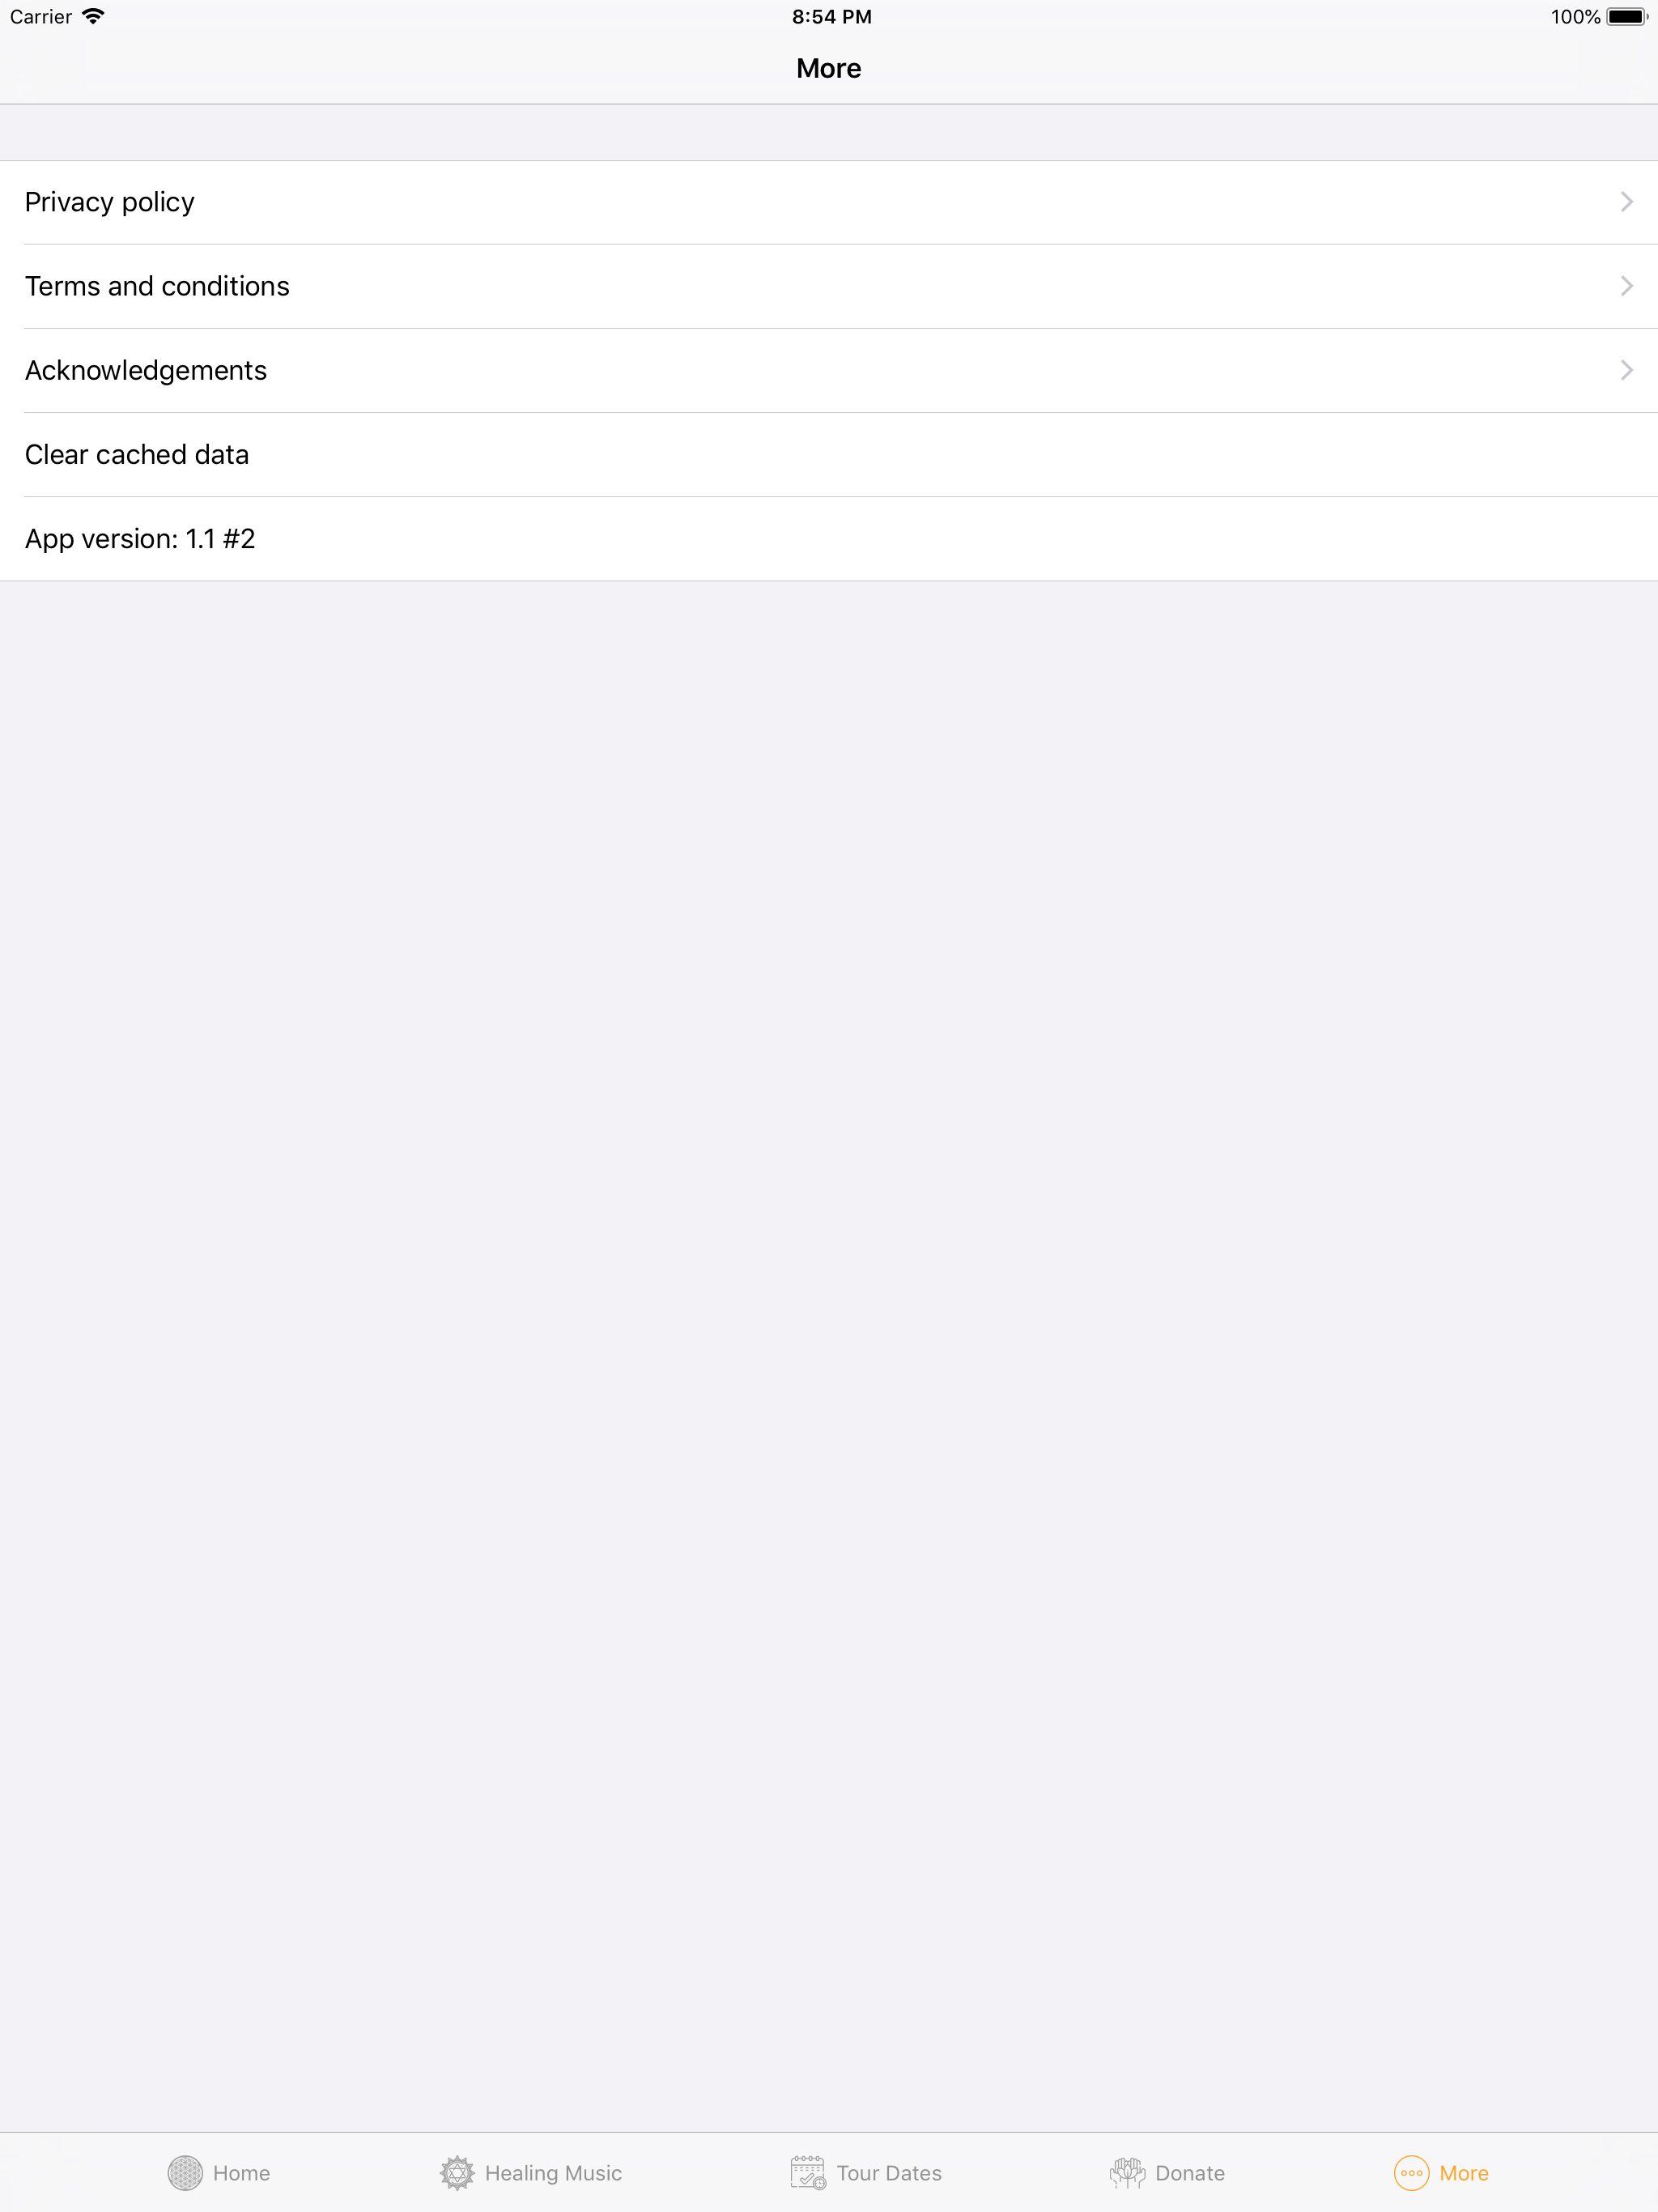 Carrier 8:54 PM 100%
More
Privacy policy
Terms and conditions
Acknowledgements
Clear cached data
App version: 1.1 #2
Home Healing Music Tour Dates Donate More